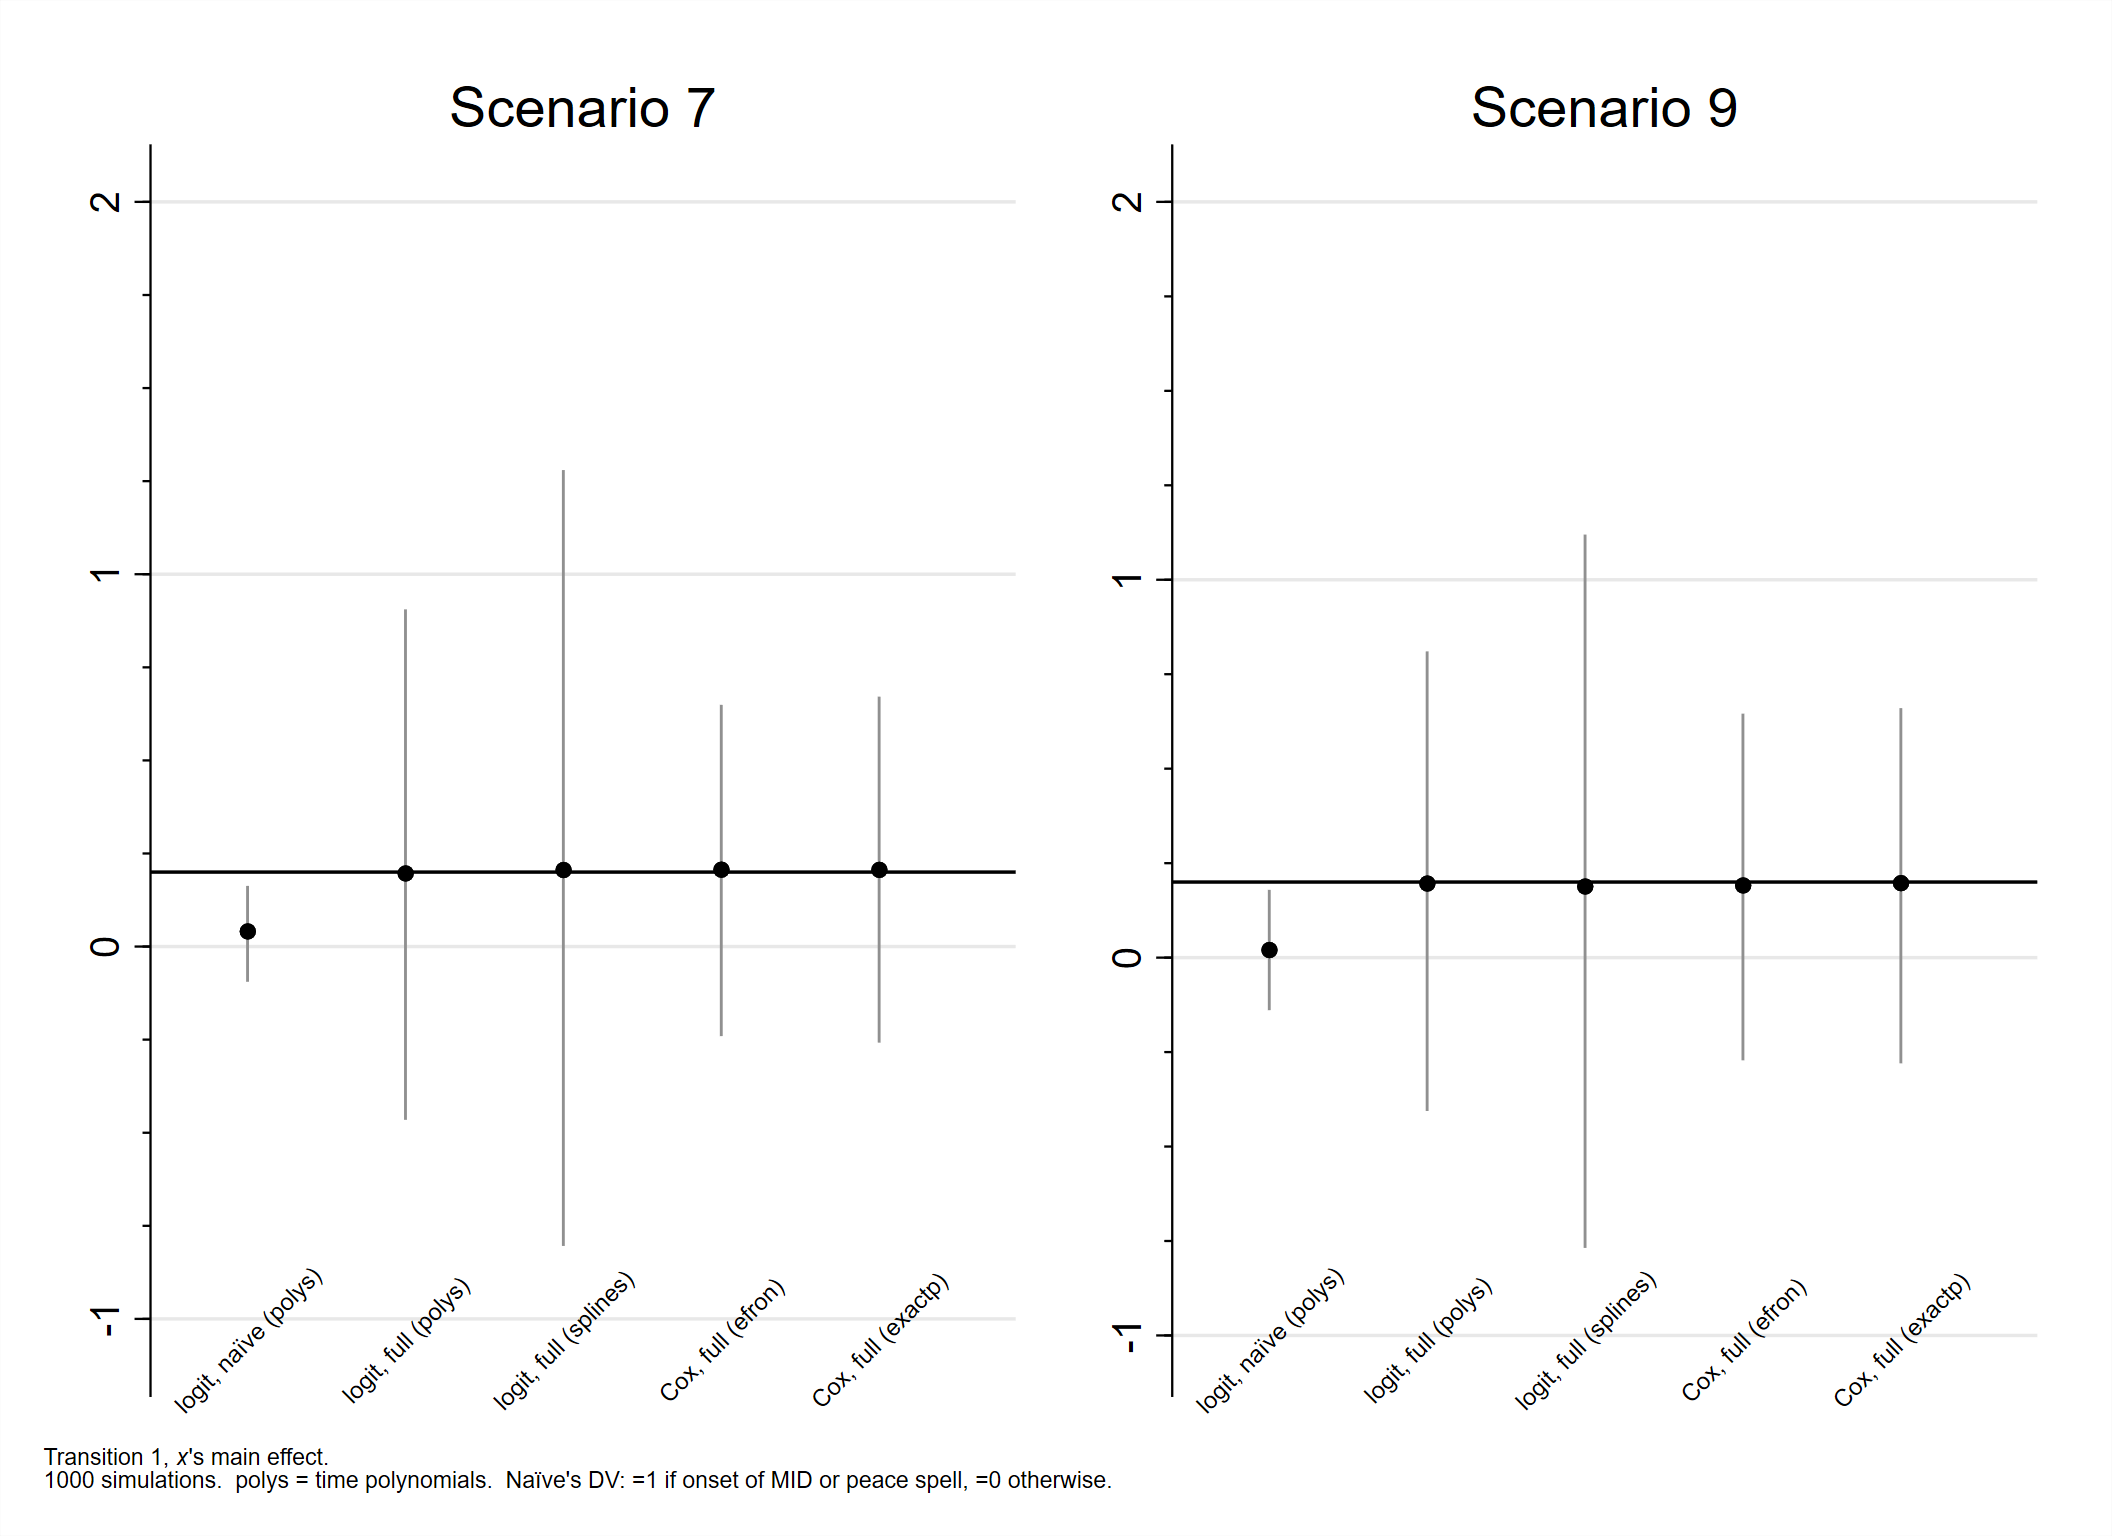 Scenario 7
2
1
0
-1
logit, naïve (polys)
logit, full (polys)
logit, full (splines)
Cox, full (efron)
Cox, full (exactp)
Scenario 9
2
1
0
-1
logit, naïve (polys)
logit, full (polys)
logit, full (splines)
Cox, full (efron)
Cox, full (exactp)
Transition 1, x's main effect.
1000 simulations.  polys = time polynomials.  Naïve's DV: =1 if onset of MID or peace spell, =0 otherwise.